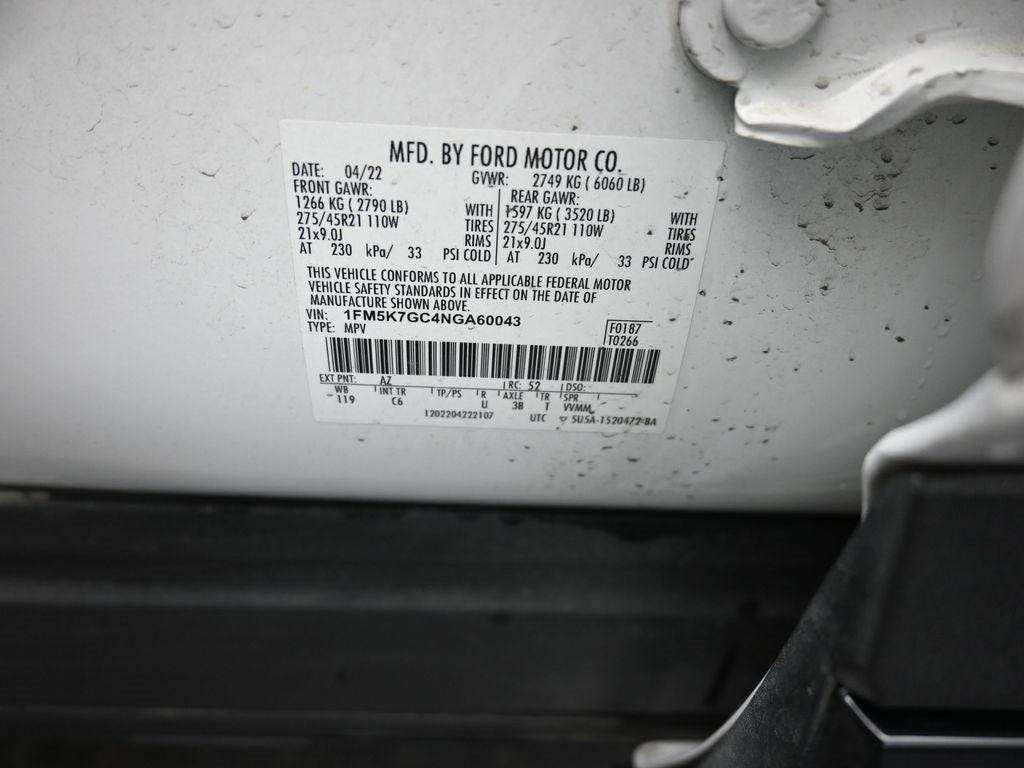 MFD. BY FORD MOTOR CO.
DATE: 04/22 GVWR: 2749 KG ( 6060 LB)
FRONT GAWR: REAR GAWR:
1266 KG ( 2790 LB) WITH 1597 KG ( 3520 LB) WITH
275/45R21 110W TIRES 275/45R21 110W TIRES
21x9.0J RIMS 21x9.0J RIMS
AT 230 kPa/ 33 PSI COLD AT 230 kPa/ 33 PSI COLD
THIS VEHICLE CONFORMS TO ALL APPLICABLE FEDERAL MOTOR
VEHICLE SAFETY STANDARDS IN EFFECT ON THE DATE OF
MANUFACTURE SHOWN ABOVE.
VIN: 1FM5K7GC4NGA60043
TYPE: MPV
F0187
T0266
EXT PNT: AZ RC: 52 DSO:
WB INT TR TP/PS R AXLE TR SPR
119 C6 U 3B T VVMM
1202204222107 UTC ▽ 5U5A-1520472-BA